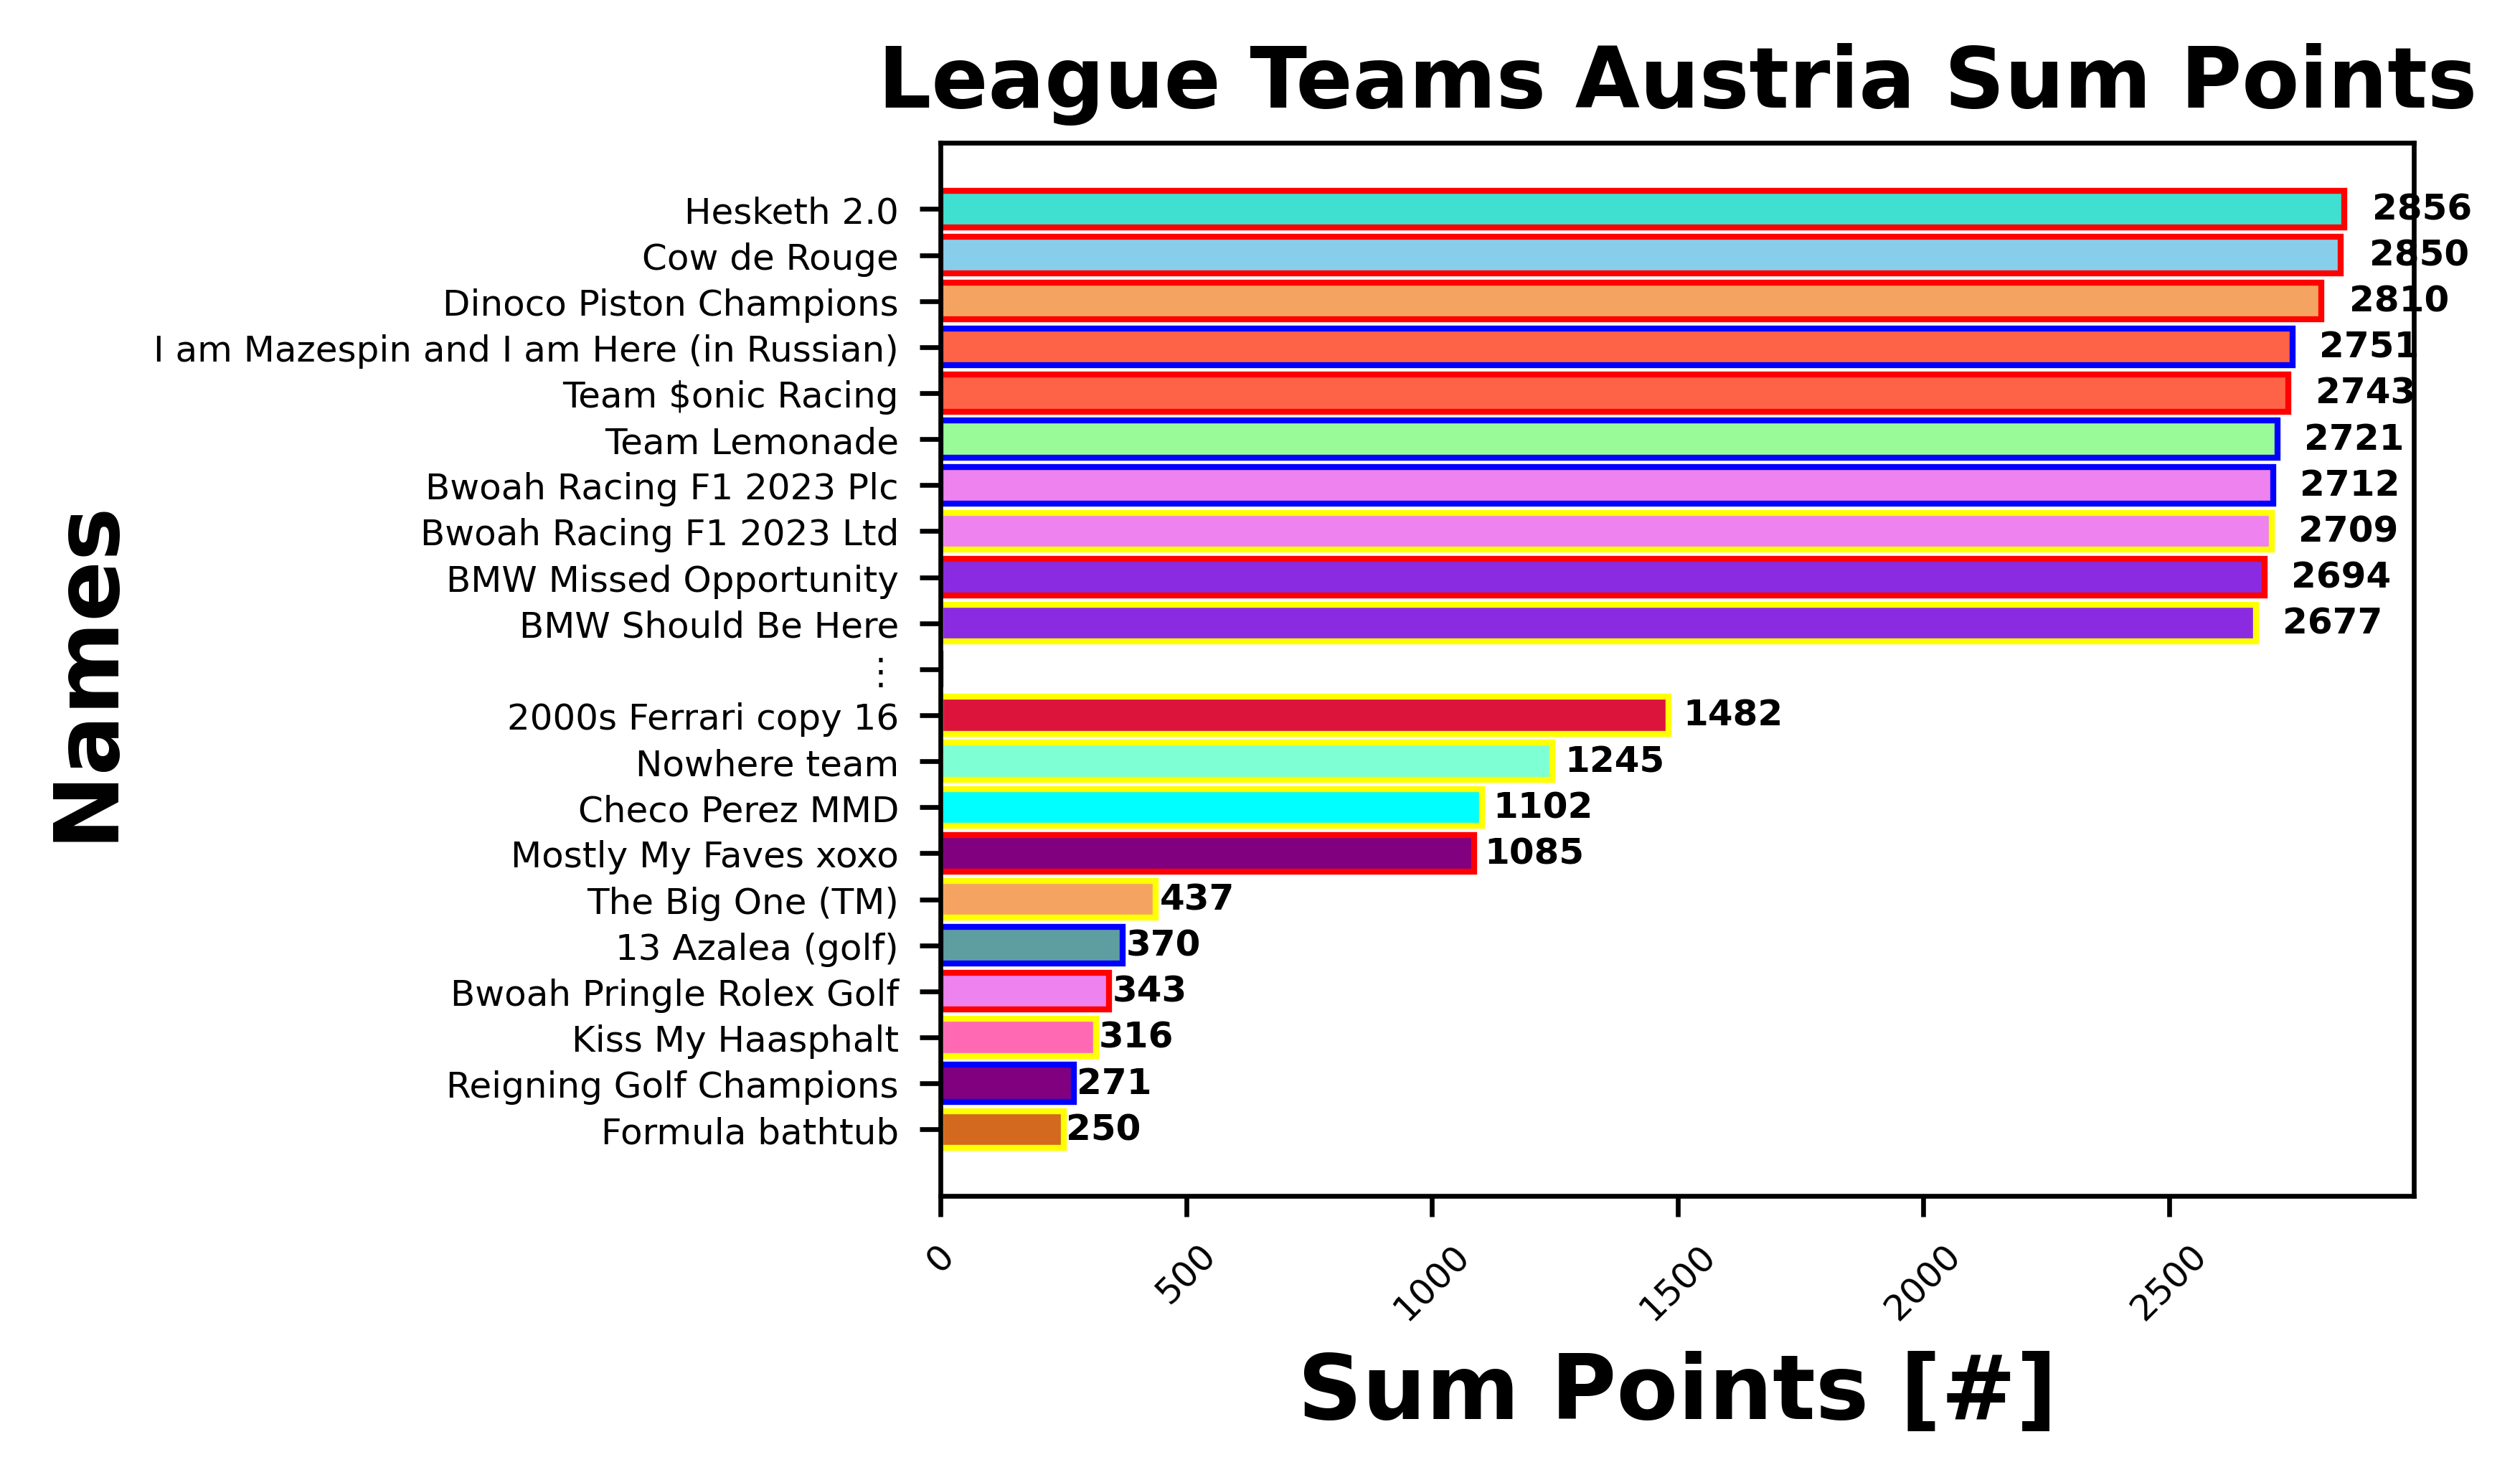 League Teams Austria Sum Points
Names
Hesketh 2.0 2856
Cow de Rouge 2850
Dinoco Piston Champions 2810
I am Mazespin and I am Here (in Russian) 2751
Team $onic Racing 2743
Team Lemonade 2721
Bwoah Racing F1 2023 Plc 2712
Bwoah Racing F1 2023 Ltd 2709
BMW Missed Opportunity 2694
BMW Should Be Here 2677
⋮
2000s Ferrari copy 16 1482
Nowhere team 1245
Checo Perez MMD 1102
Mostly My Faves xoxo 1085
The Big One (TM) 437
13 Azalea (golf) 370
Bwoah Pringle Rolex Golf 343
Kiss My Haasphalt 316
Reigning Golf Champions 271
Formula bathtub 250
0 500 1000 1500 2000 2500
Sum Points [#]